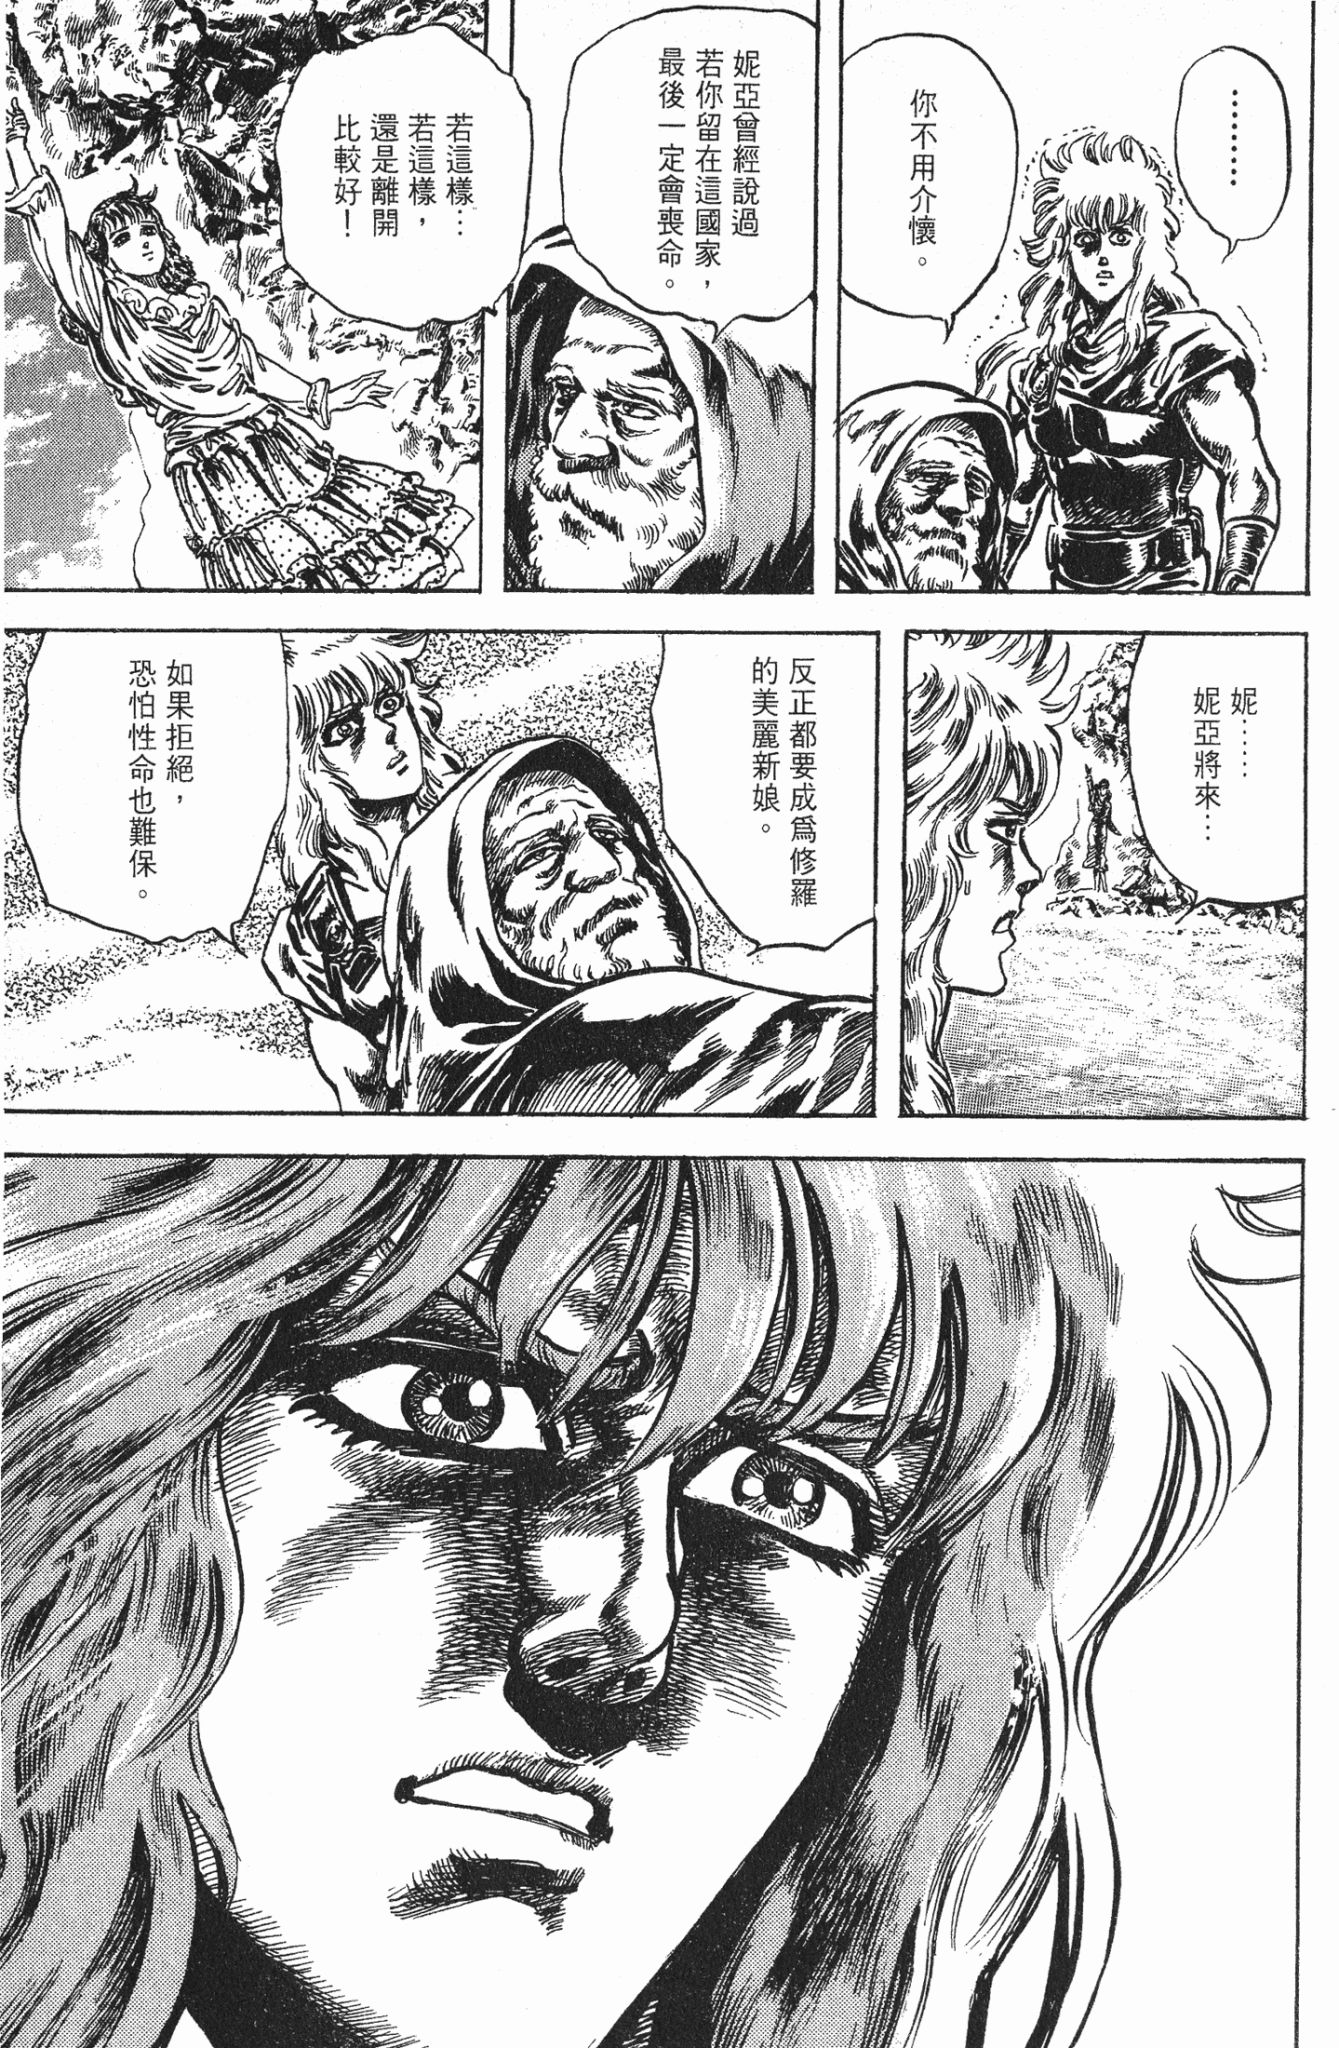 ………
你不用介懷。
妮亞曾經說過
若你留在這國家，
最後一定會喪命。
若這樣…
若這樣，
還是離開
比較好！
妮……
妮亞將來…
反正都要成爲修羅
的美麗新娘。
如果拒絕，
恐怕性命也難保。